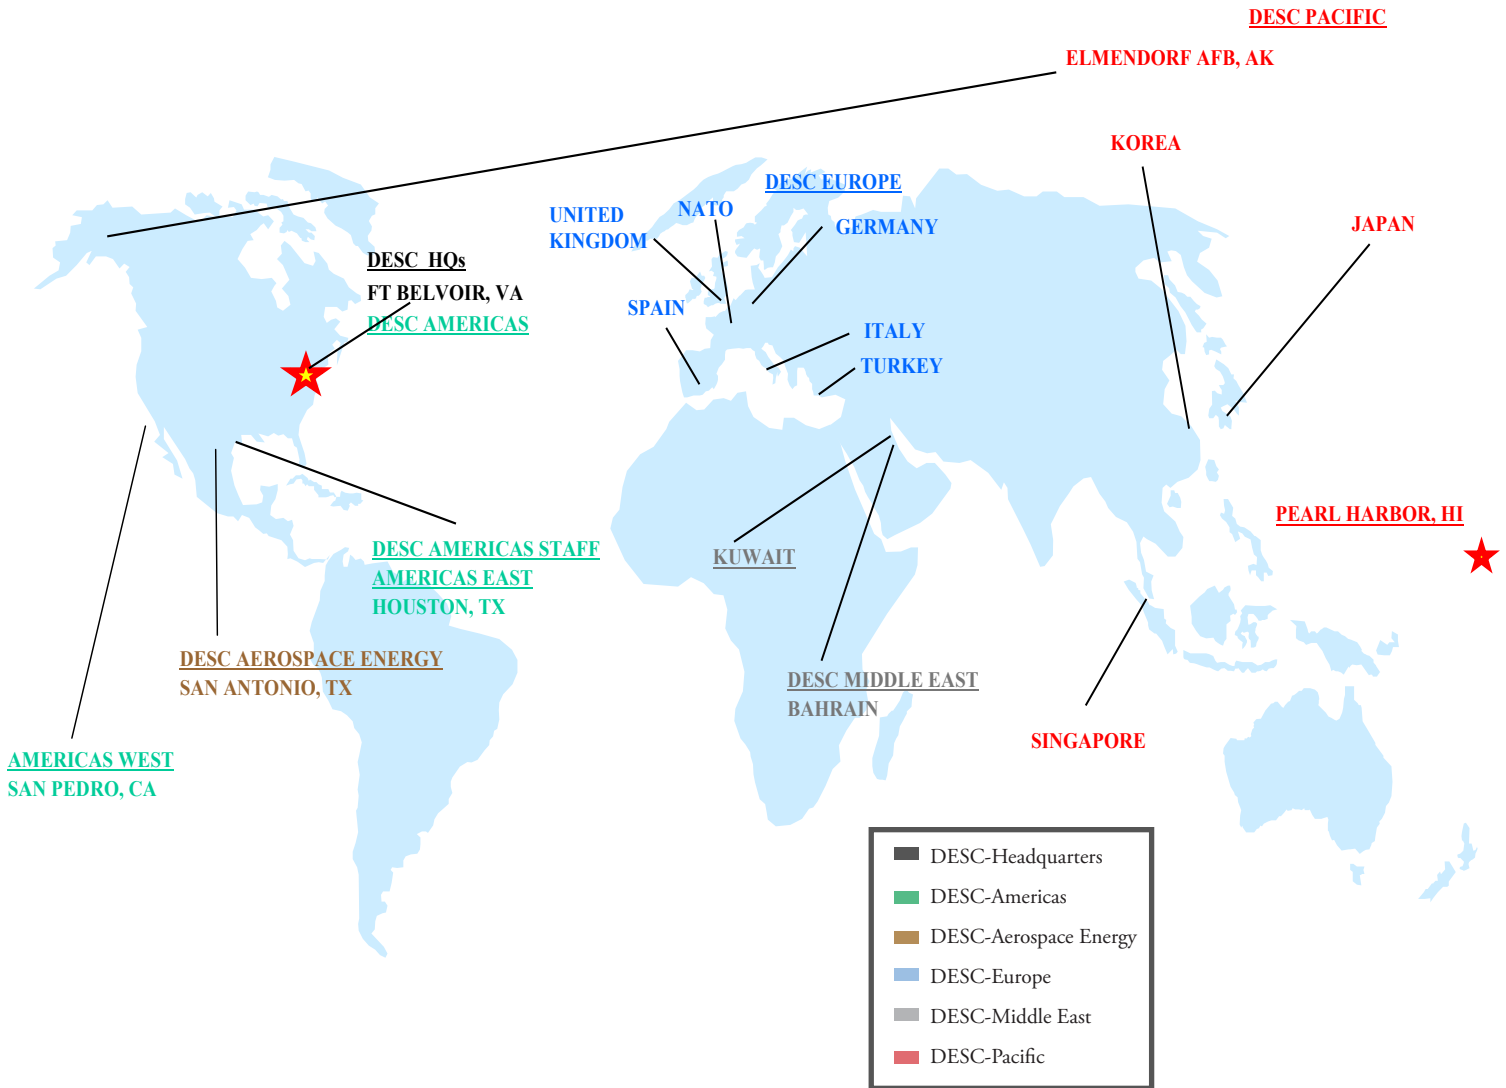 DESC PACIFIC
ELMENDORF AFB, AK
KOREA
JAPAN
DESC EUROPE
UNITED
KINGDOM
NATO
GERMANY
SPAIN
ITALY
TURKEY
DESC HQs
FT BELVOIR, VA
DESC AMERICAS
PEARL HARBOR, HI
DESC AMERICAS STAFF
AMERICAS EAST
HOUSTON, TX
KUWAIT
DESC AEROSPACE ENERGY
SAN ANTONIO, TX
DESC MIDDLE EAST
BAHRAIN
SINGAPORE
AMERICAS WEST
SAN PEDRO, CA
DESC-Headquarters
DESC-Americas
DESC-Aerospace Energy
DESC-Europe
DESC-Middle East
DESC-Pacific